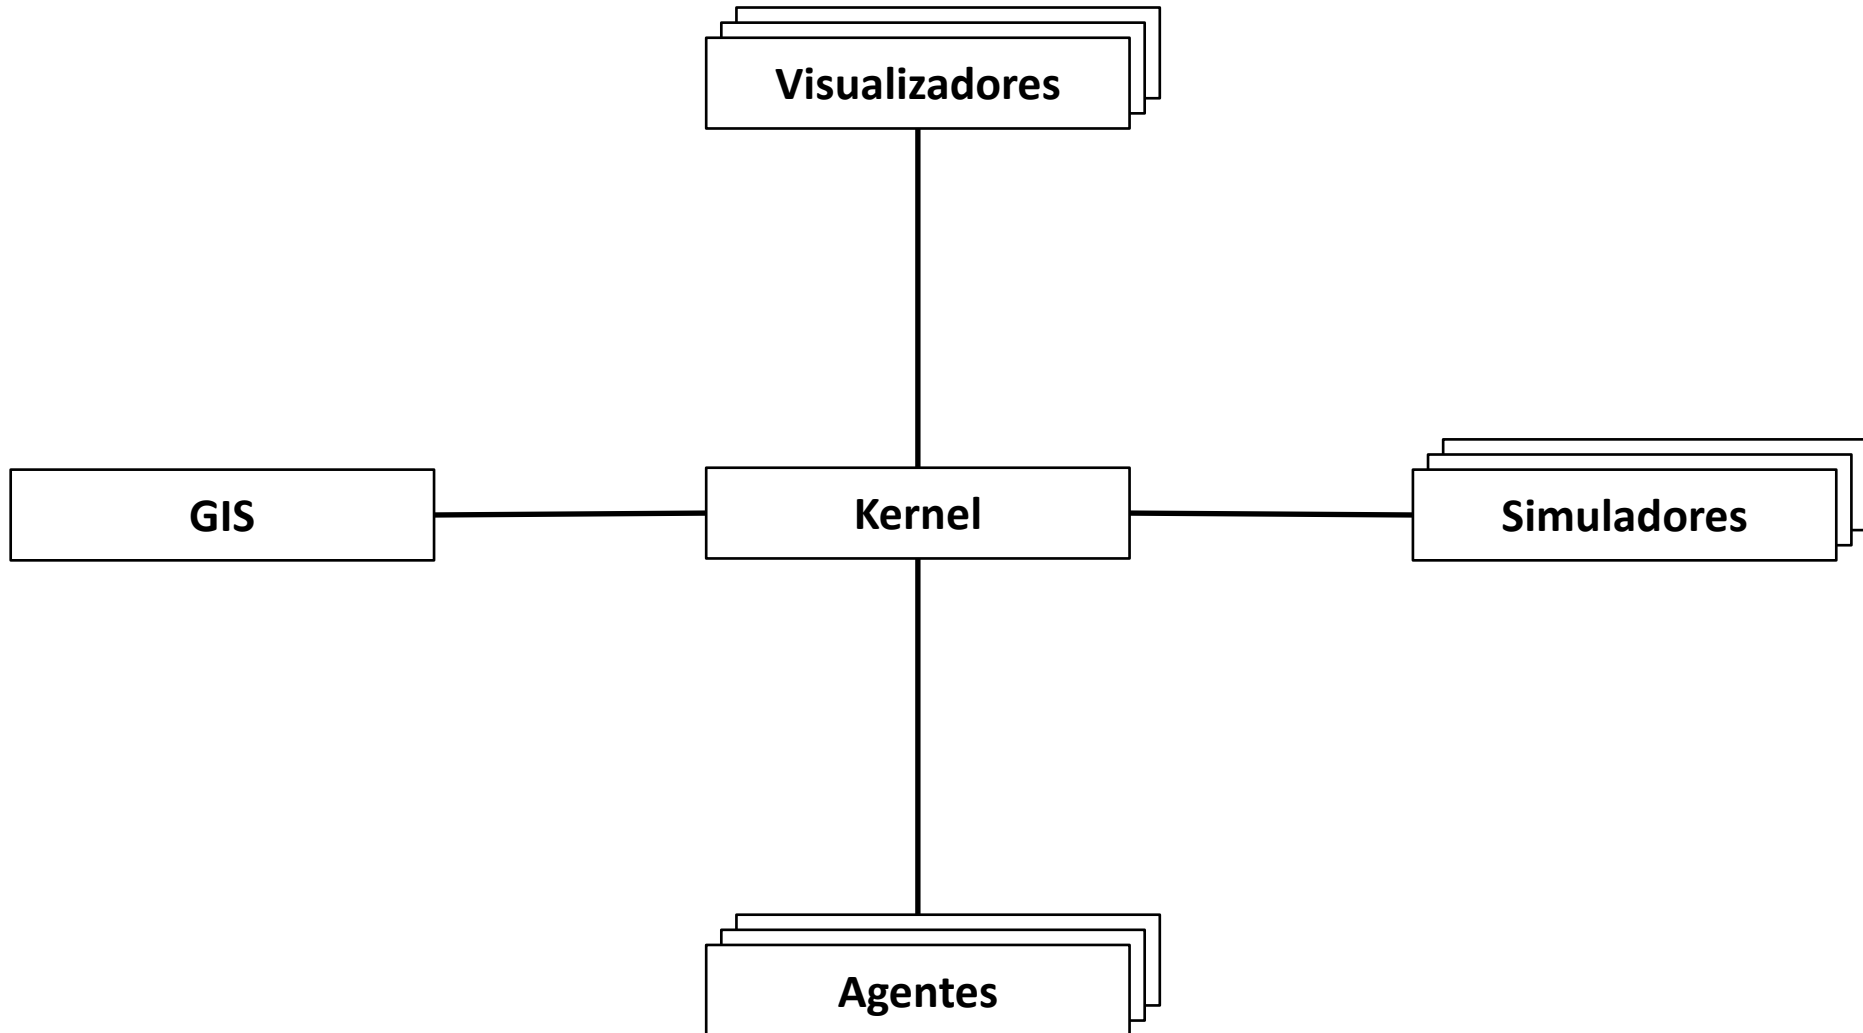 Visualizadores
GIS
Kernel
Simuladores
Agentes